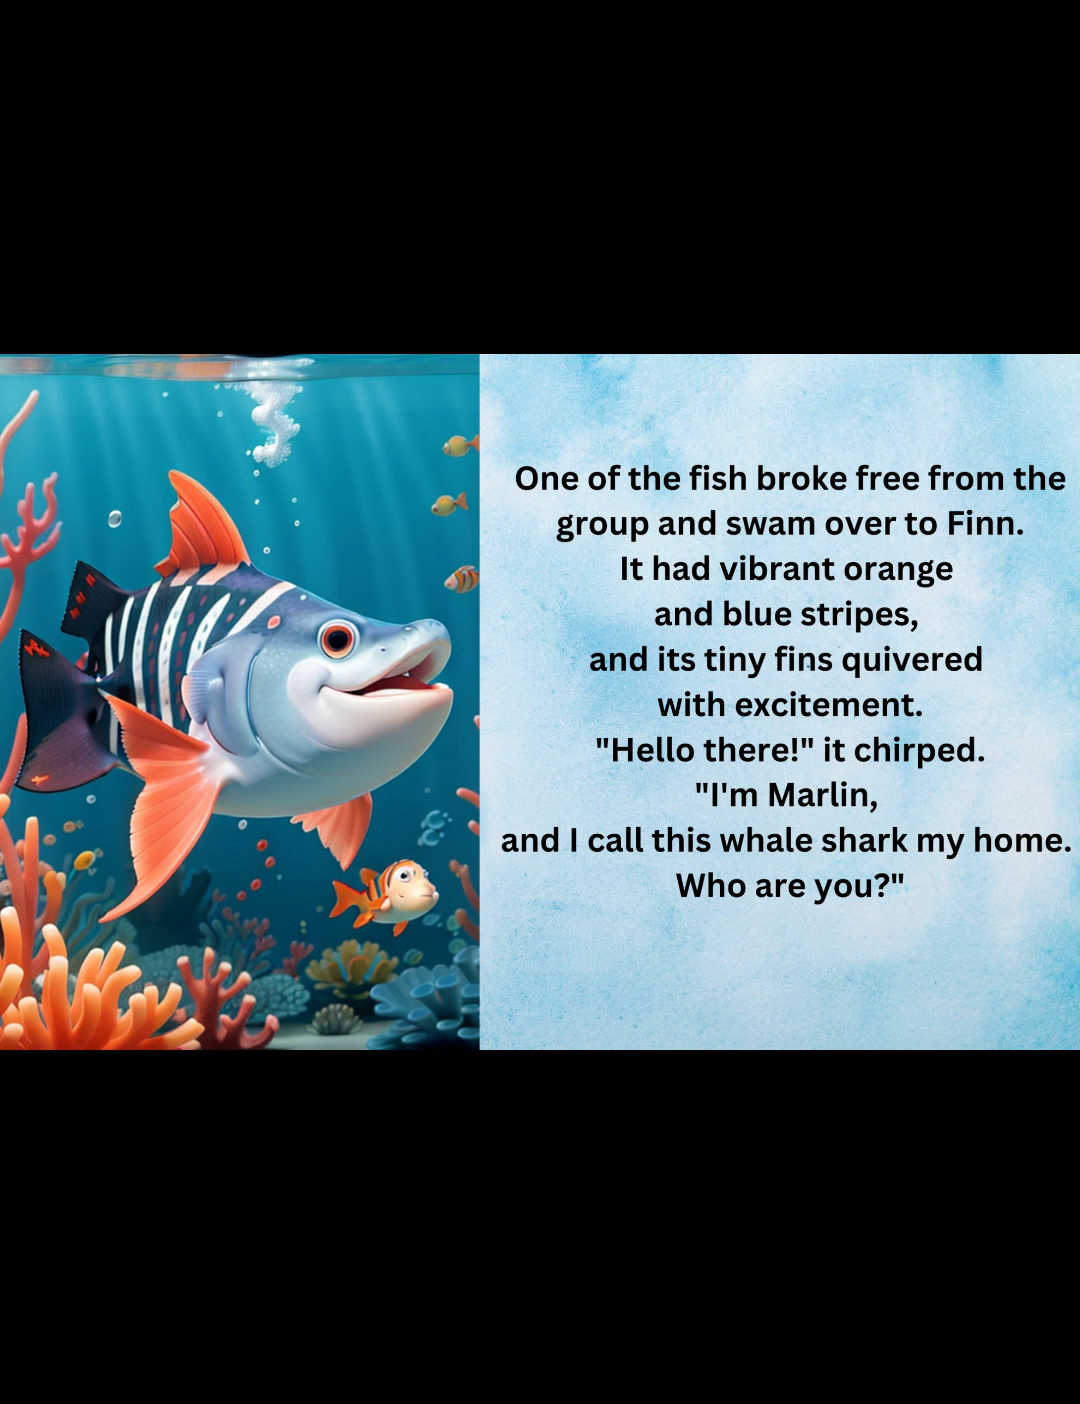 One of the fish broke free from the
group and swam over to Finn.
It had vibrant orange
and blue stripes,
and its tiny fins quivered
with excitement.
"Hello there!" it chirped.
"I'm Marlin,
and I call this whale shark my home.
Who are you?"